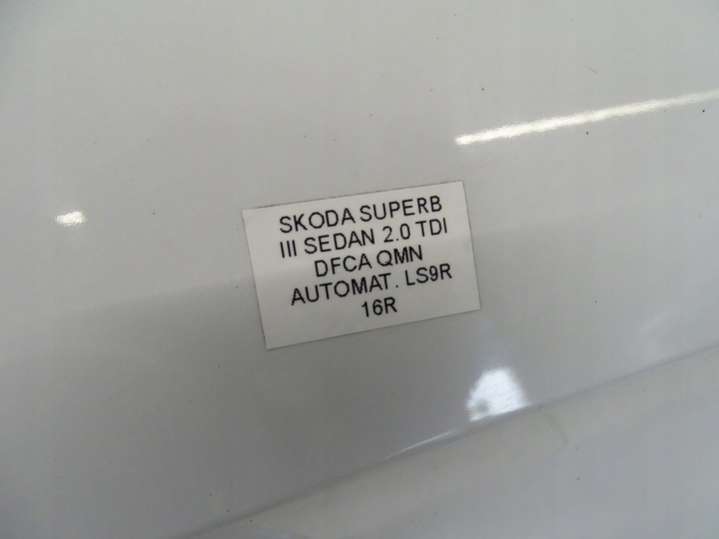 SKODA SUPERB
III SEDAN 2.0 TDI
DFCA QMN
AUTOMAT. LS9R
16R